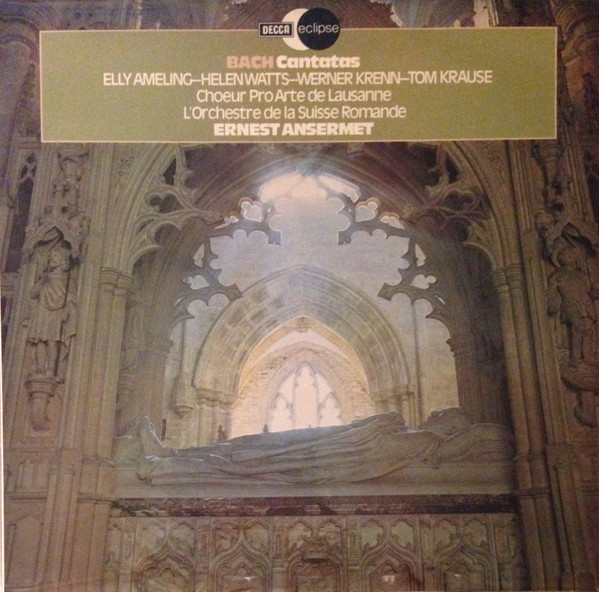 DECCA eclipse
BACH Cantatas
ELLY AMELING–HELEN WATTS–WERNER KRENN–TOM KRAUSE
Choeur Pro Arte de Lausanne
L'Orchestre de la Suisse Romande
ERNEST ANSERMET